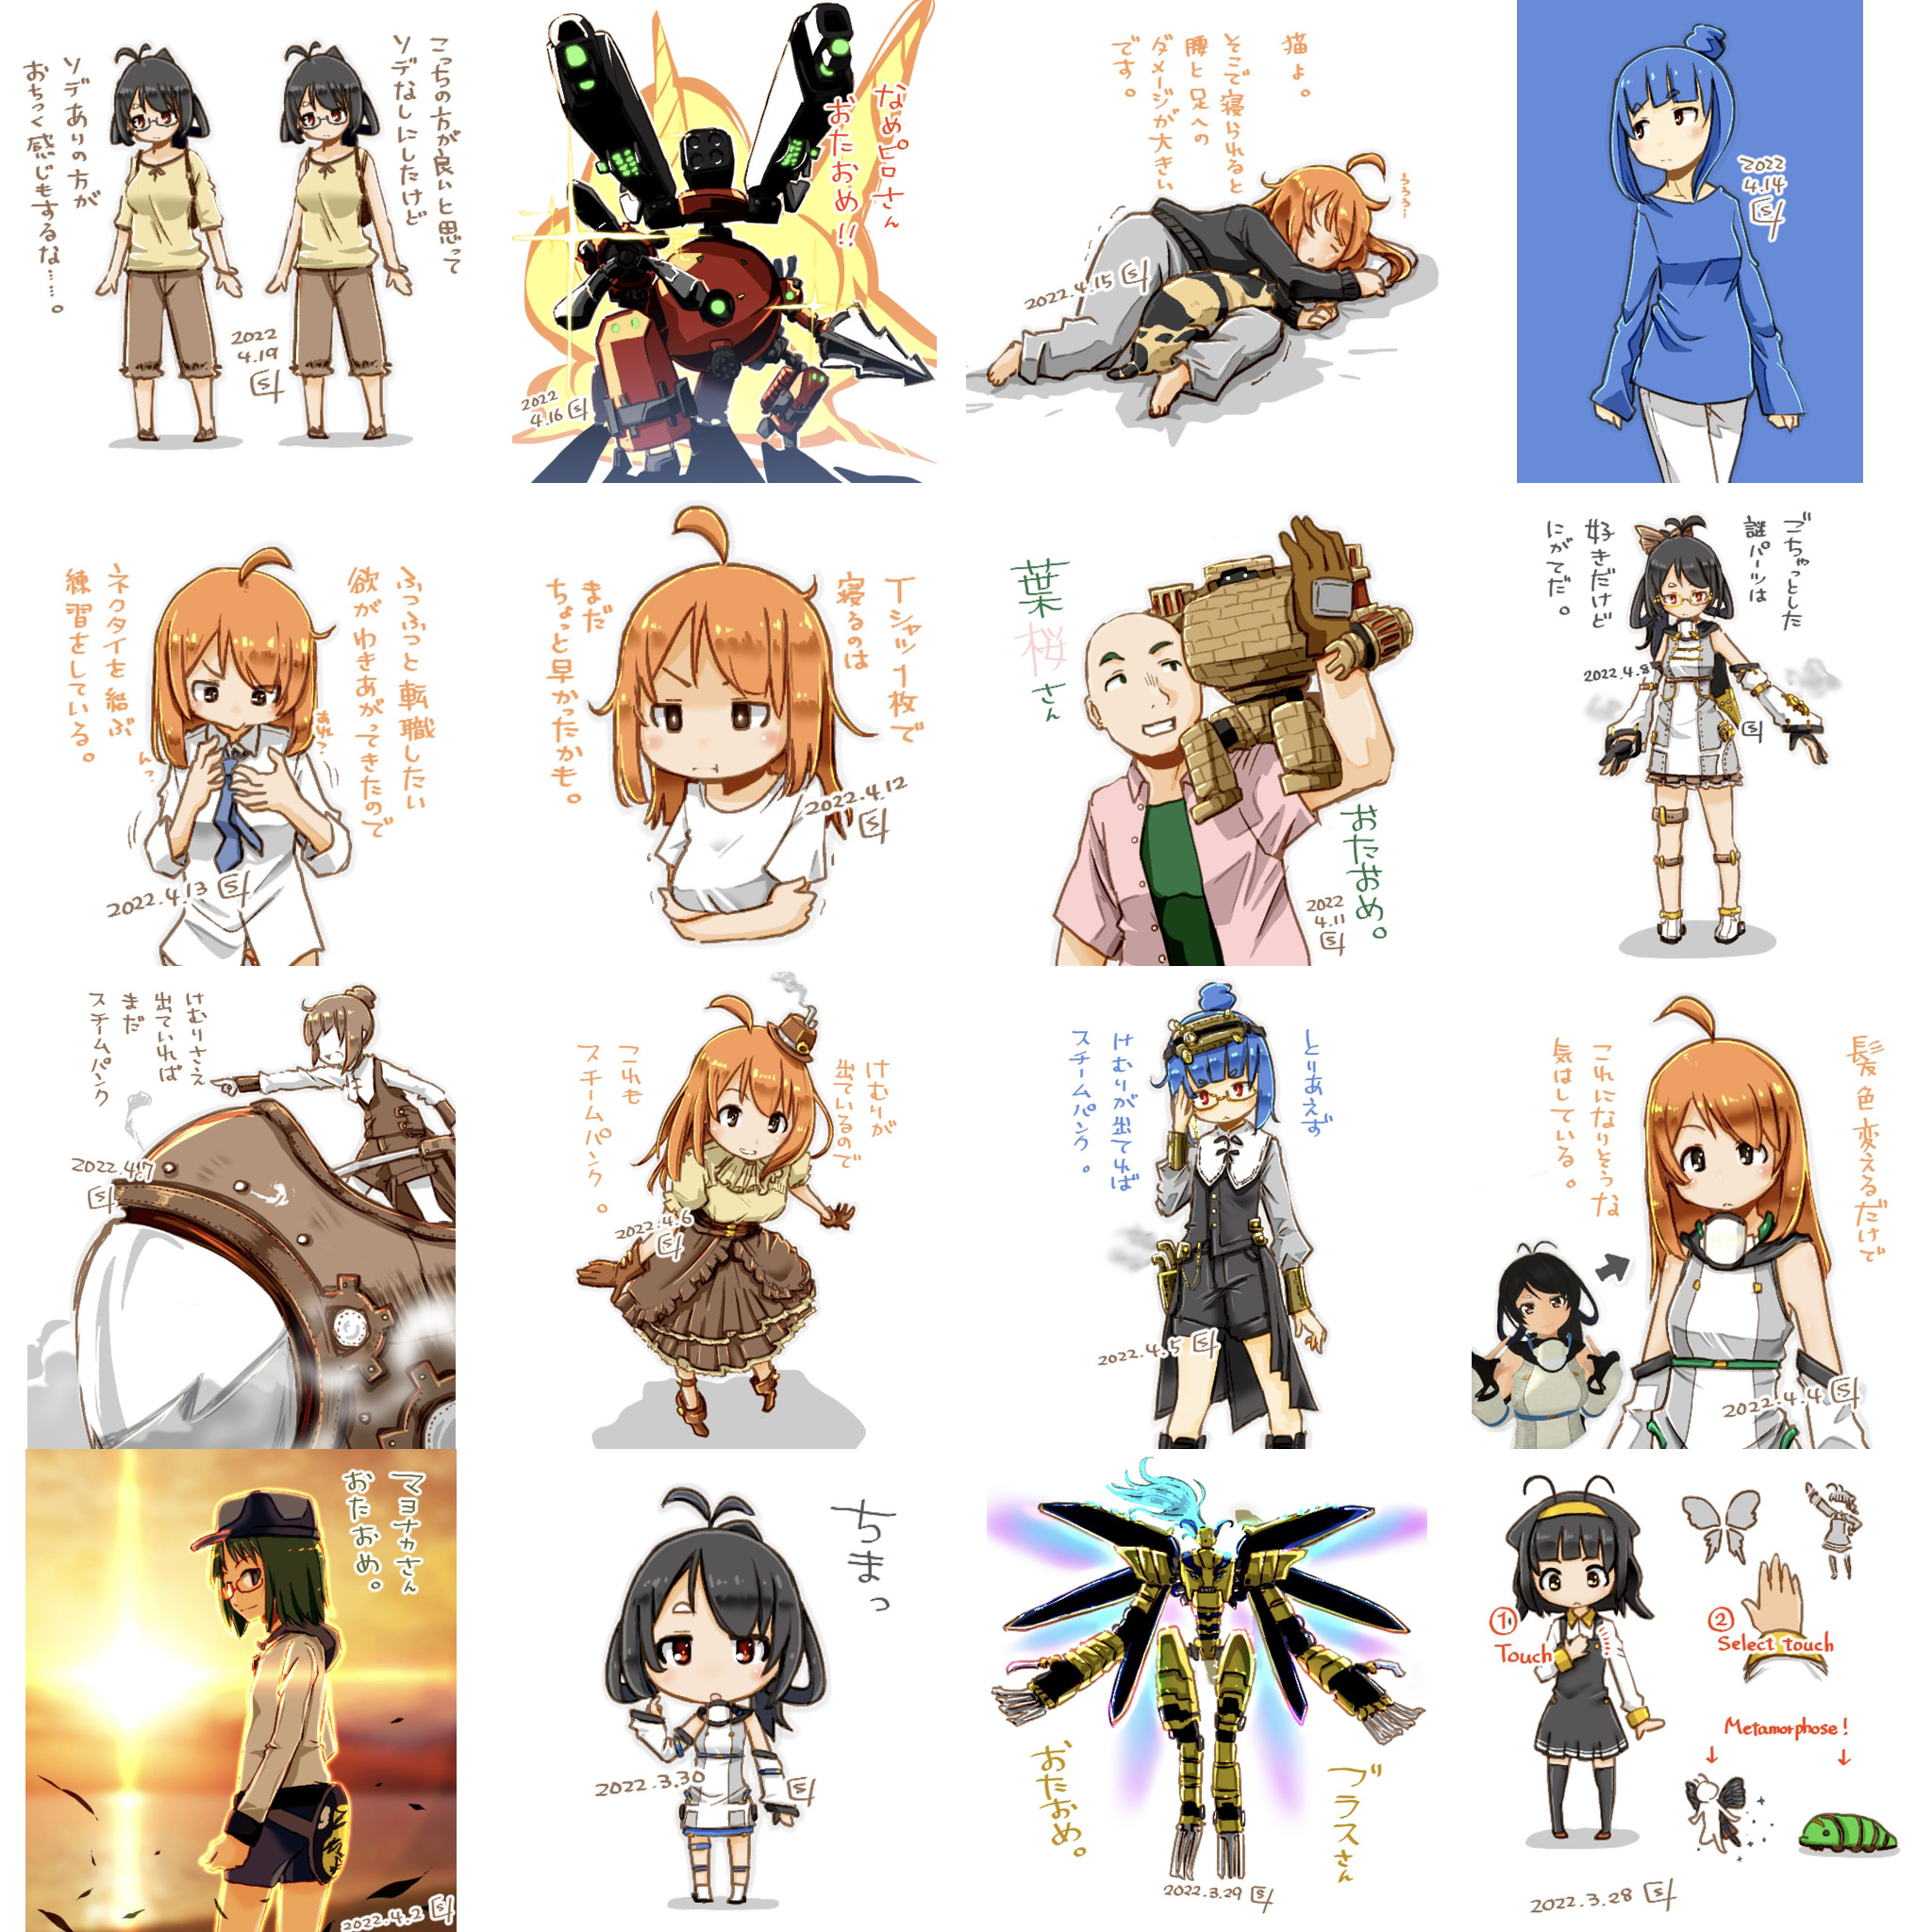 こっちの方が良いと思って
ソデなしにしたけど
ソデありの方が
おちつく感じもするな……。
2022
4.19
なめピロさん
おたおめ!!
2022
4.16
猫よ。
そこで寝られると
腰と足への
ダメージが大きい
です。
ううう…
2022.4.15
2022
4.14
ふつふつと転職したい
欲がわきあがってきたので
ネクタイを結ぶ
練習をしている。
あれ?
んっ
2022.4.13
Tシャツ1枚で
寝るのは
まだ
ちょっと早かったかも。
2022.4.12
葉桜さん
おたおめ。
2022
4.11
ごちゃっとした
謎パーツは
好きだけど
にがてだ。
2022.4.8
けむりさえ
出ていれば
まだ
スチームパンク
2022.4.7
けむりが
出ているので
これも
スチームパンク。
2022.4.6
とりあえず
けむりが出てれば
スチームパンク。
2022.4.5
髪色変えるだけで
これになりそうな
気はしている。
2022.4.4
マヨナカさん
おたおめ。
2022.4.2
ちまっ
2022.3.30
ブラスさん
おたおめ。
2022.3.29
① Touch
② Select touch
Metamorphose!
2022.3.28